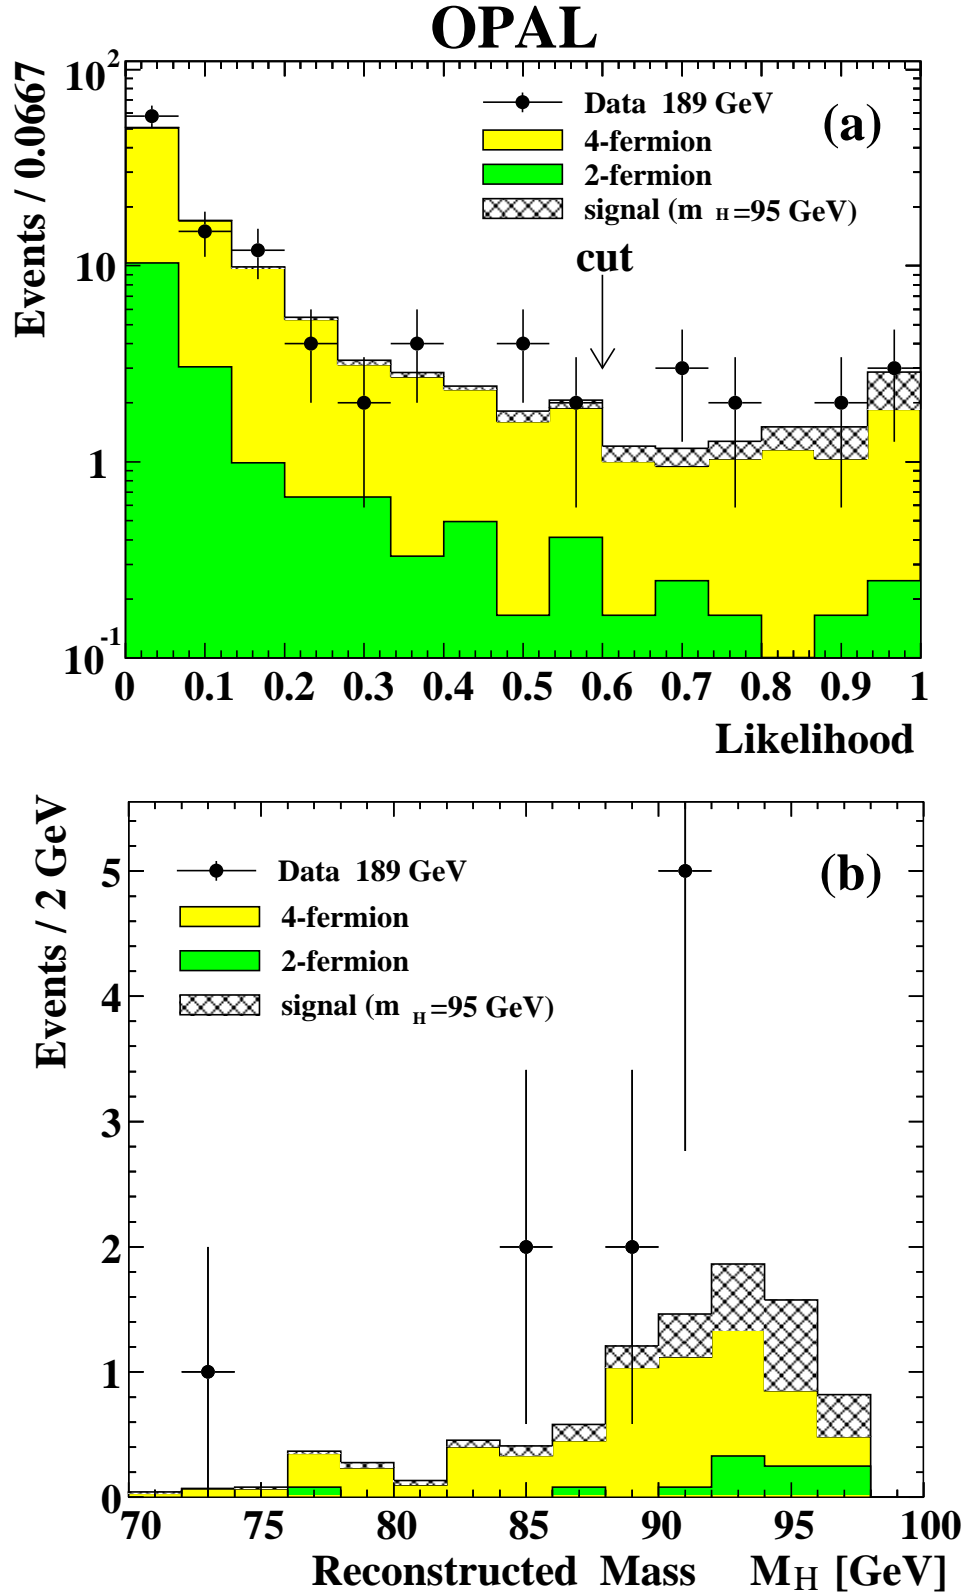 OPAL
Events / 0.0667
10²
10
1
10⁻¹
Data 189 GeV
4-fermion
2-fermion
signal (m H=95 GeV)
(a)
cut
0 0.1 0.2 0.3 0.4 0.5 0.6 0.7 0.8 0.9 1
Likelihood
Events / 2 GeV
5
4
3
2
1
0
Data 189 GeV
4-fermion
2-fermion
signal (m H=95 GeV)
(b)
70 75 80 85 90 95 100
Reconstructed Mass MH [GeV]